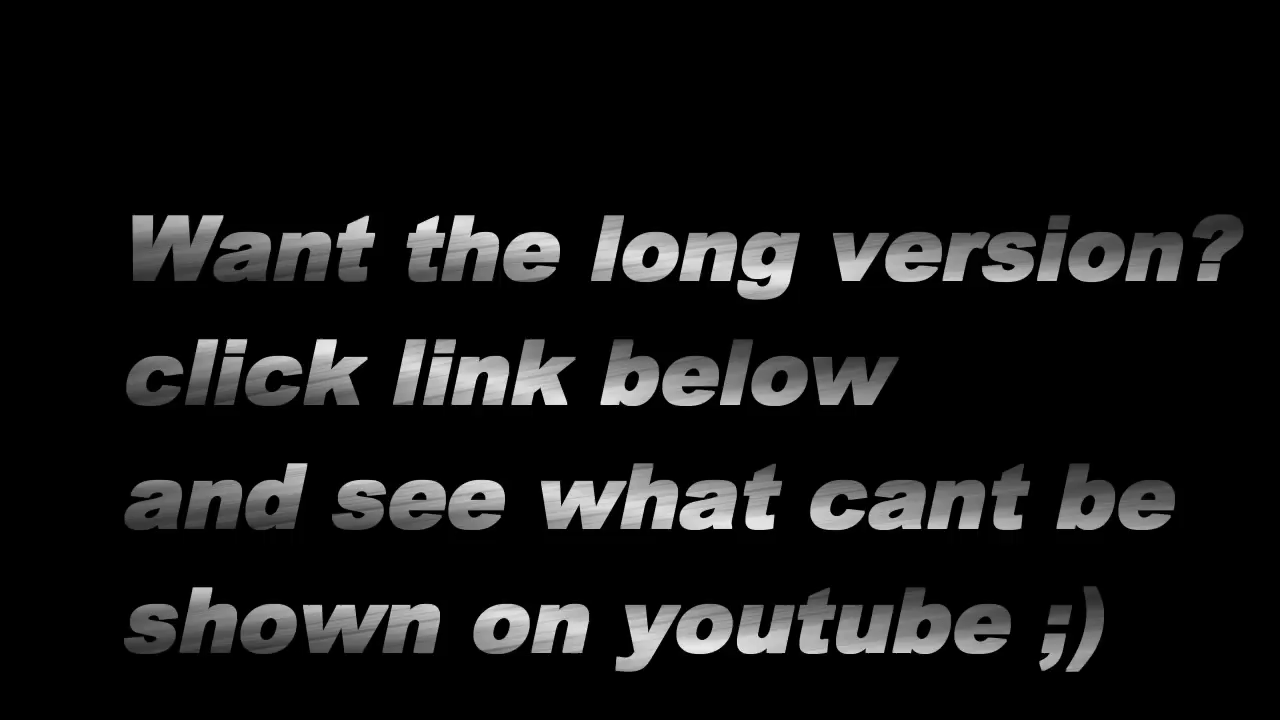 Want the long version?
click link below
and see what cant be
shown on youtube ;)